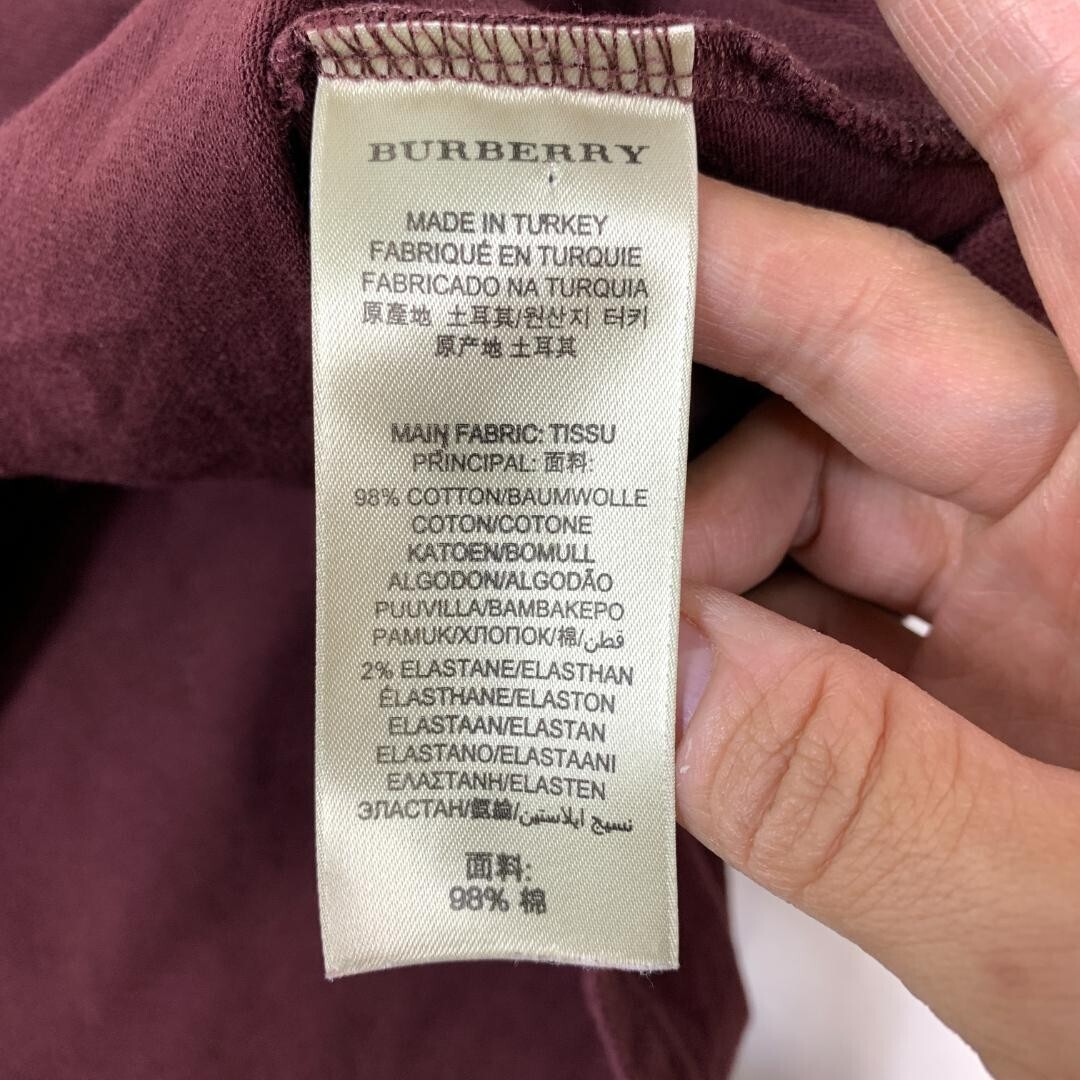 BURBERRY
MADE IN TURKEY
FABRIQUÉ EN TURQUIE
FABRICADO NA TURQUIA
原產地 土耳其/원산지 터키
原产地 土耳其
MAIN FABRIC: TISSU
PRINCIPAL: 面料:
98% COTTON/BAUMWOLLE
COTON/COTONE
KATOEN/BOMULL
ALGODON/ALGODÃO
PUUVILLA/BAMBAKEPO
PAMUK/ХЛОПОК/棉/قطن
2% ELASTANE/ELASTHAN
ÉLASTHANE/ELASTON
ELASTAAN/ELASTAN
ELASTANO/ELASTAANI
ΕΛΑΣΤΑΝΗ/ELASTEN
ЭЛАСТАН/氨綸/نسيج ايلاستين
面料:
98% 棉